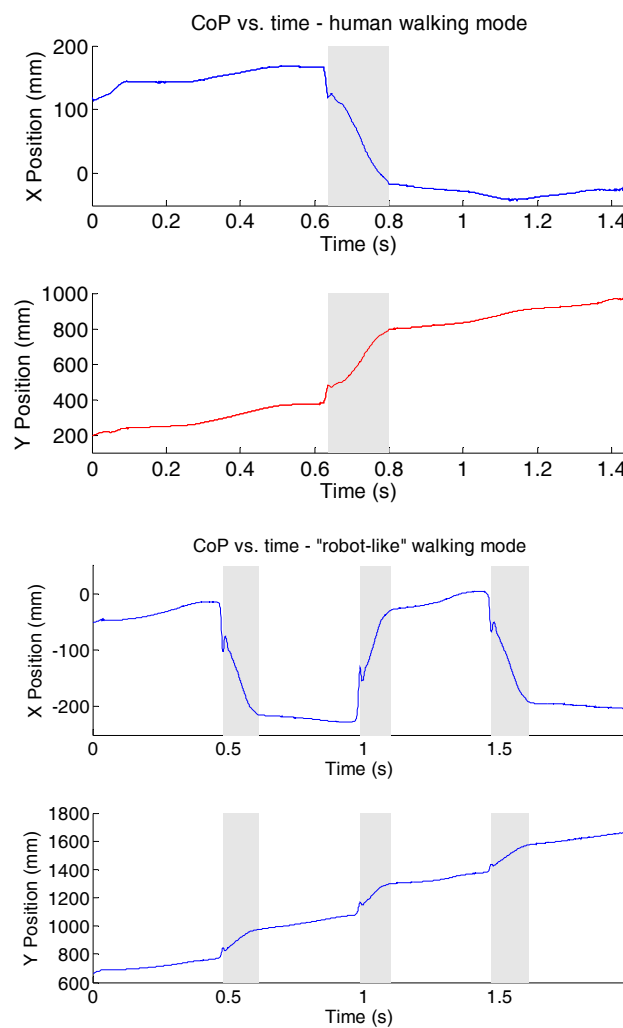 CoP vs. time - human walking mode
200
100
0
X Position (mm)
0 0.2 0.4 0.6 0.8 1 1.2 1.4
Time (s)
1000
800
600
400
200
Y Position (mm)
0 0.2 0.4 0.6 0.8 1 1.2 1.4
Time (s)
CoP vs. time - "robot-like" walking mode
0
-100
-200
X Position (mm)
0 0.5 1 1.5
Time (s)
1800
1600
1400
1200
1000
800
600
Y Position (mm)
0 0.5 1 1.5
Time (s)